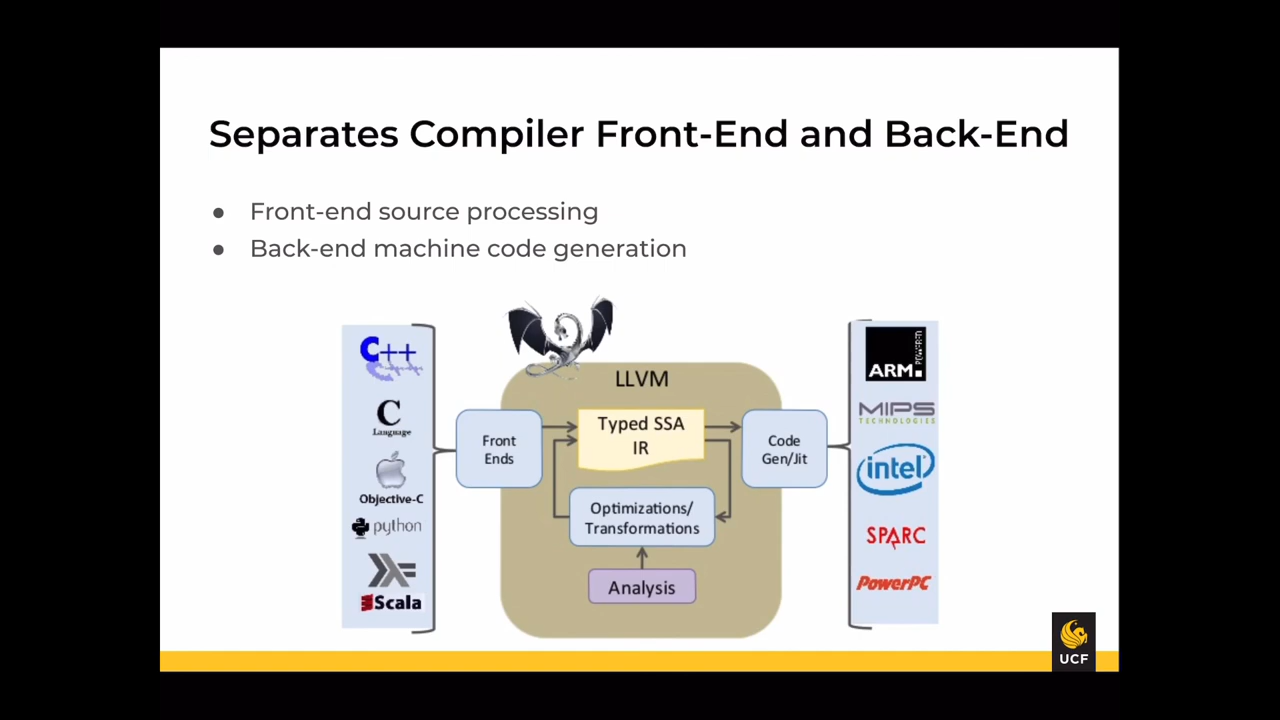 Separates Compiler Front-End and Back-End
● Front-end source processing
● Back-end machine code generation
C++
C
Language
Objective-C
python
Scala
LLVM
Front
Ends
Typed SSA
IR
Optimizations/
Transformations
Analysis
Code
Gen/Jit
ARM
POWERED
MIPS
TECHNOLOGIES
intel
SPARC
PowerPC
UCF